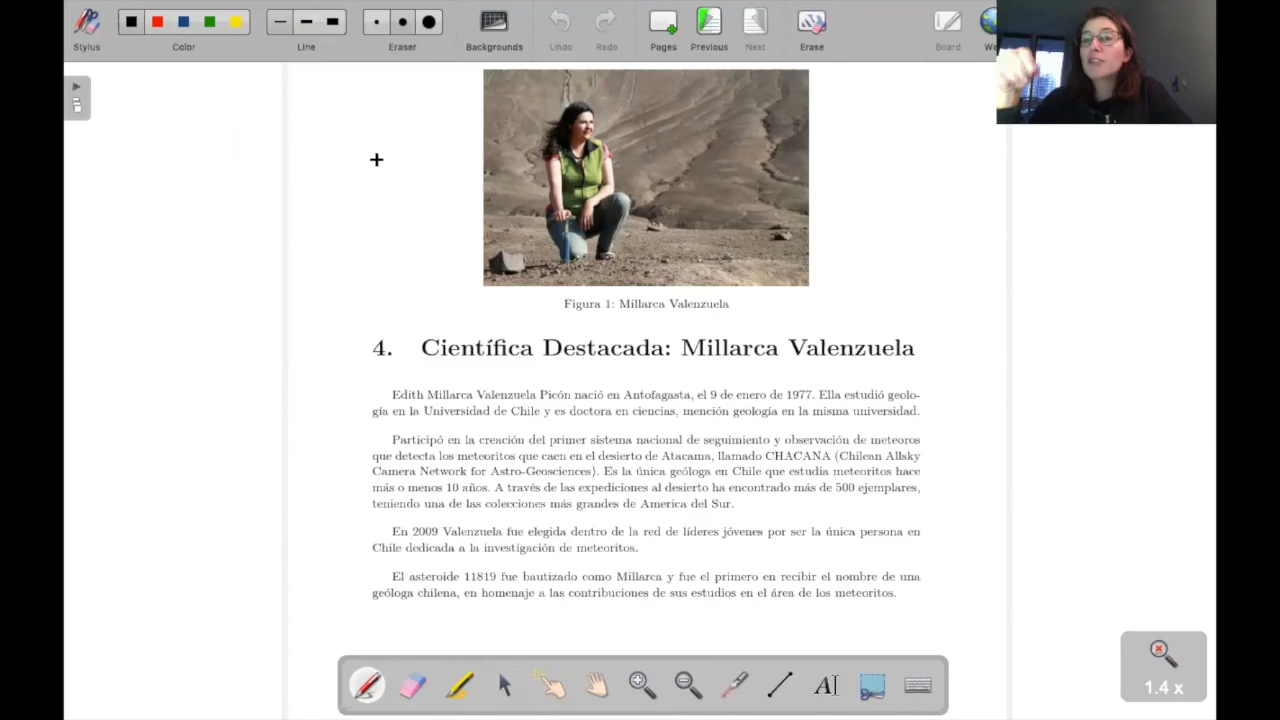 Stylus
Color
Line
Eraser
Backgrounds
Undo
Redo
Pages
Previous
Next
Erase
Board
Figura 1: Millarca Valenzuela
4. Científica Destacada: Millarca Valenzuela
Edith Millarca Valenzuela Picón nació en Antofagasta, el 9 de enero de 1977. Ella estudió geolo-
gía en la Universidad de Chile y es doctora en ciencias, mención geología en la misma universidad.
Participó en la creación del primer sistema nacional de seguimiento y observación de meteoros
que detecta los meteoritos que caen en el desierto de Atacama, llamado CHACANA (Chilean Allsky
Camera Network for Astro-Geosciences). Es la única geóloga en Chile que estudia meteoritos hace
más o menos 10 años. A través de las expediciones al desierto ha encontrado más de 500 ejemplares,
teniendo una de las colecciones más grandes de America del Sur.
En 2009 Valenzuela fue elegida dentro de la red de líderes jóvenes por ser la única persona en
Chile dedicada a la investigación de meteoritos.
El asteroide 11819 fue bautizado como Millarca y fue el primero en recibir el nombre de una
geóloga chilena, en homenaje a las contribuciones de sus estudios en el área de los meteoritos.
AI
1.4 x